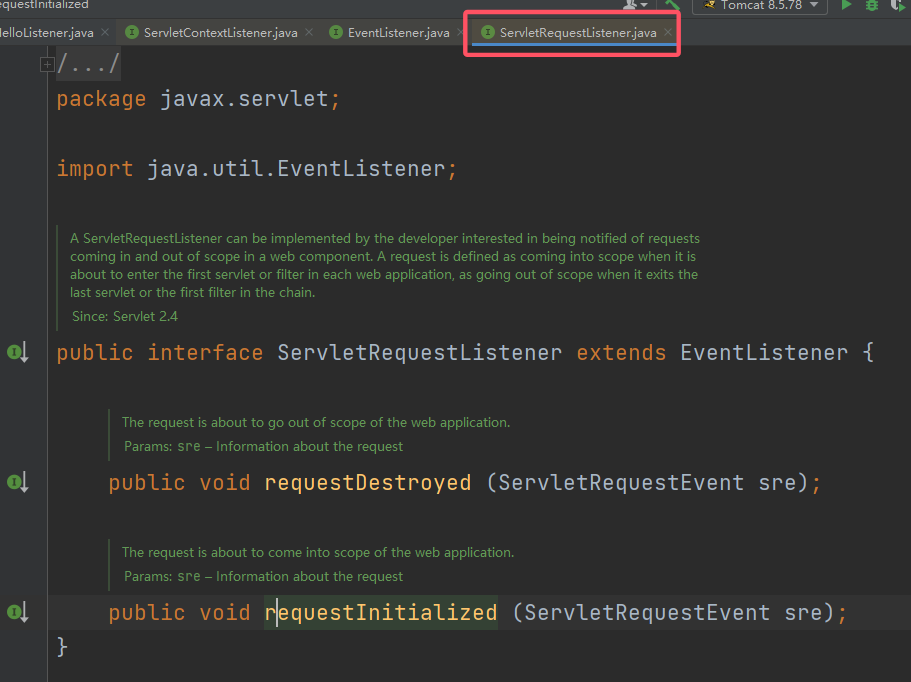 equestInitialized
Tomcat 8.5.78
elloListener.java
ServletContextListener.java
EventListener.java
ServletRequestListener.java
/.../
package javax.servlet;
import java.util.EventListener;
A ServletRequestListener can be implemented by the developer interested in being notified of requests
coming in and out of scope in a web component. A request is defined as coming into scope when it is
about to enter the first servlet or filter in each web application, as going out of scope when it exits the
last servlet or the first filter in the chain.
Since: Servlet 2.4
public interface ServletRequestListener extends EventListener {
The request is about to go out of scope of the web application.
Params: sre – Information about the request
public void requestDestroyed (ServletRequestEvent sre);
The request is about to come into scope of the web application.
Params: sre – Information about the request
public void requestInitialized (ServletRequestEvent sre);
}